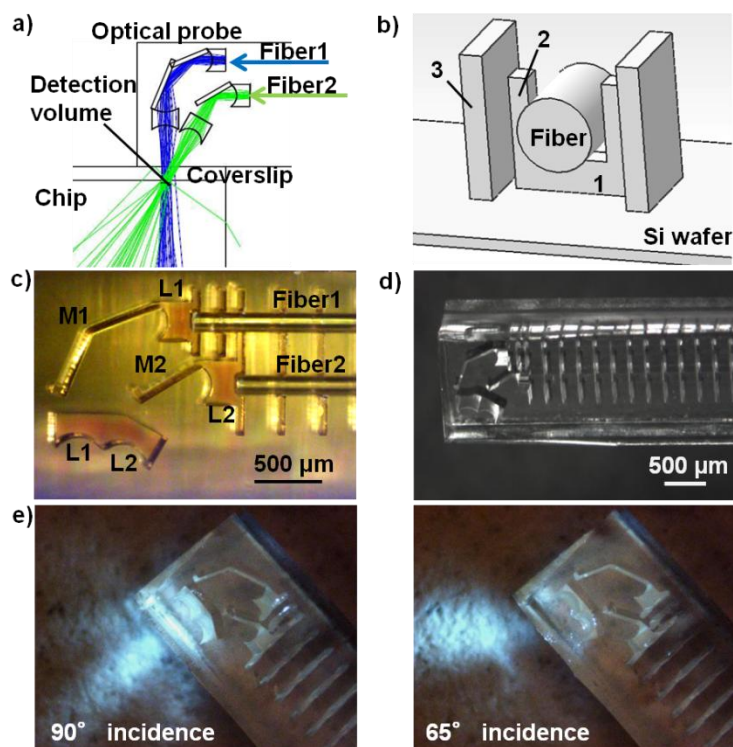 a)
Optical probe
Fiber1
Fiber2
Detection
volume
Coverslip
Chip
b)
2
3
Fiber
1
Si wafer
c)
L1
M1
Fiber1
M2
Fiber2
L2
L1
L2
500 µm
d)
500 µm
e)
90° incidence
65° incidence